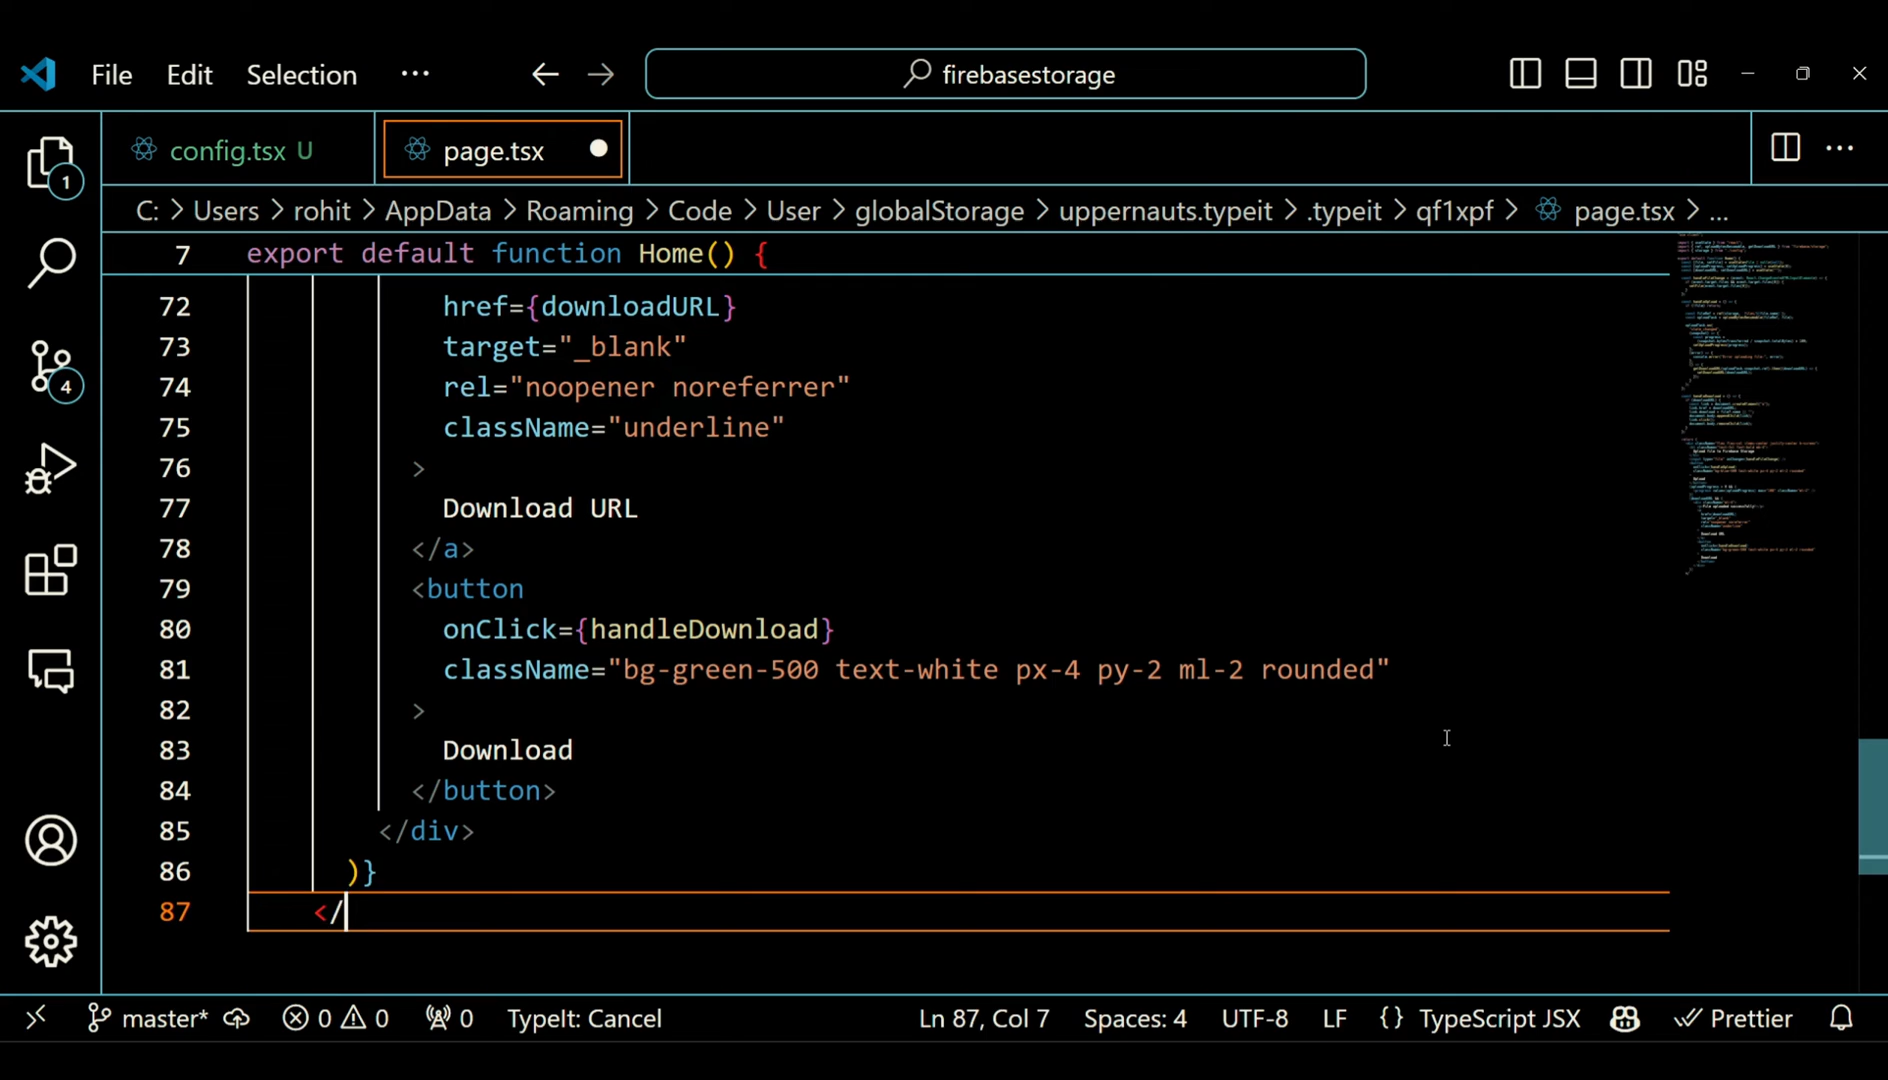 File Edit Selection ··· firebasestorage
config.tsx U page.tsx
C: > Users > rohit > AppData > Roaming > Code > User > globalStorage > uppernauts.typeit > .typeit > qf1xpf > page.tsx > ...
7 export default function Home() {
72 href={downloadURL}
73 target="_blank"
74 rel="noopener noreferrer"
75 className="underline"
76 >
77 Download URL
78 </a>
79 <button
80 onClick={handleDownload}
81 className="bg-green-500 text-white px-4 py-2 ml-2 rounded"
82 >
83 Download
84 </button>
85 </div>
86 )}
87 </
1
4
master* 0 0 0 TypeIt: Cancel Ln 87, Col 7 Spaces: 4 UTF-8 LF {} TypeScript JSX Prettier